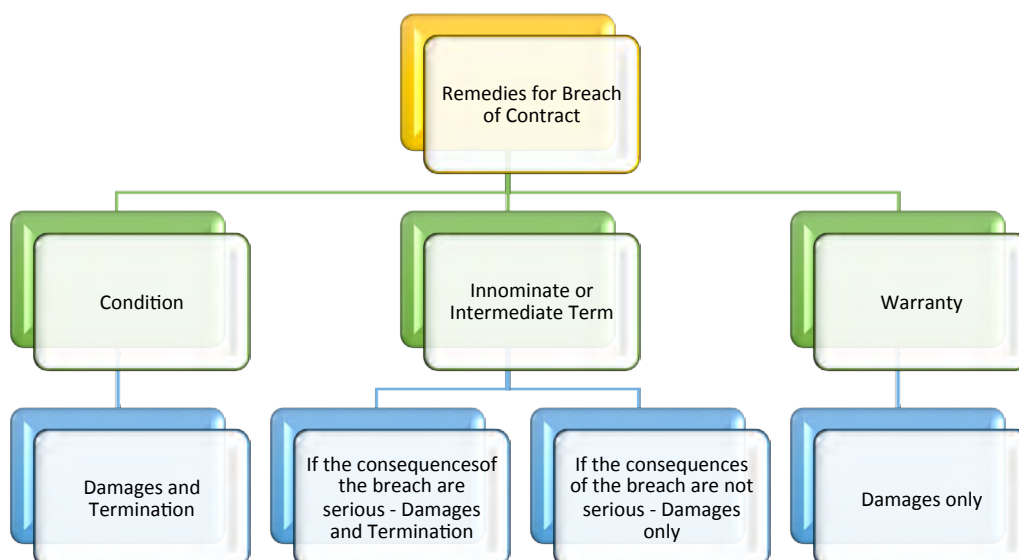 Remedies for Breach
of Contract
Condition
Innominate or
Intermediate Term
Warranty
Damages and
Termination
If the consequencesof
the breach are
serious - Damages
and Termination
If the consequences
of the breach are not
serious - Damages
only
Damages only